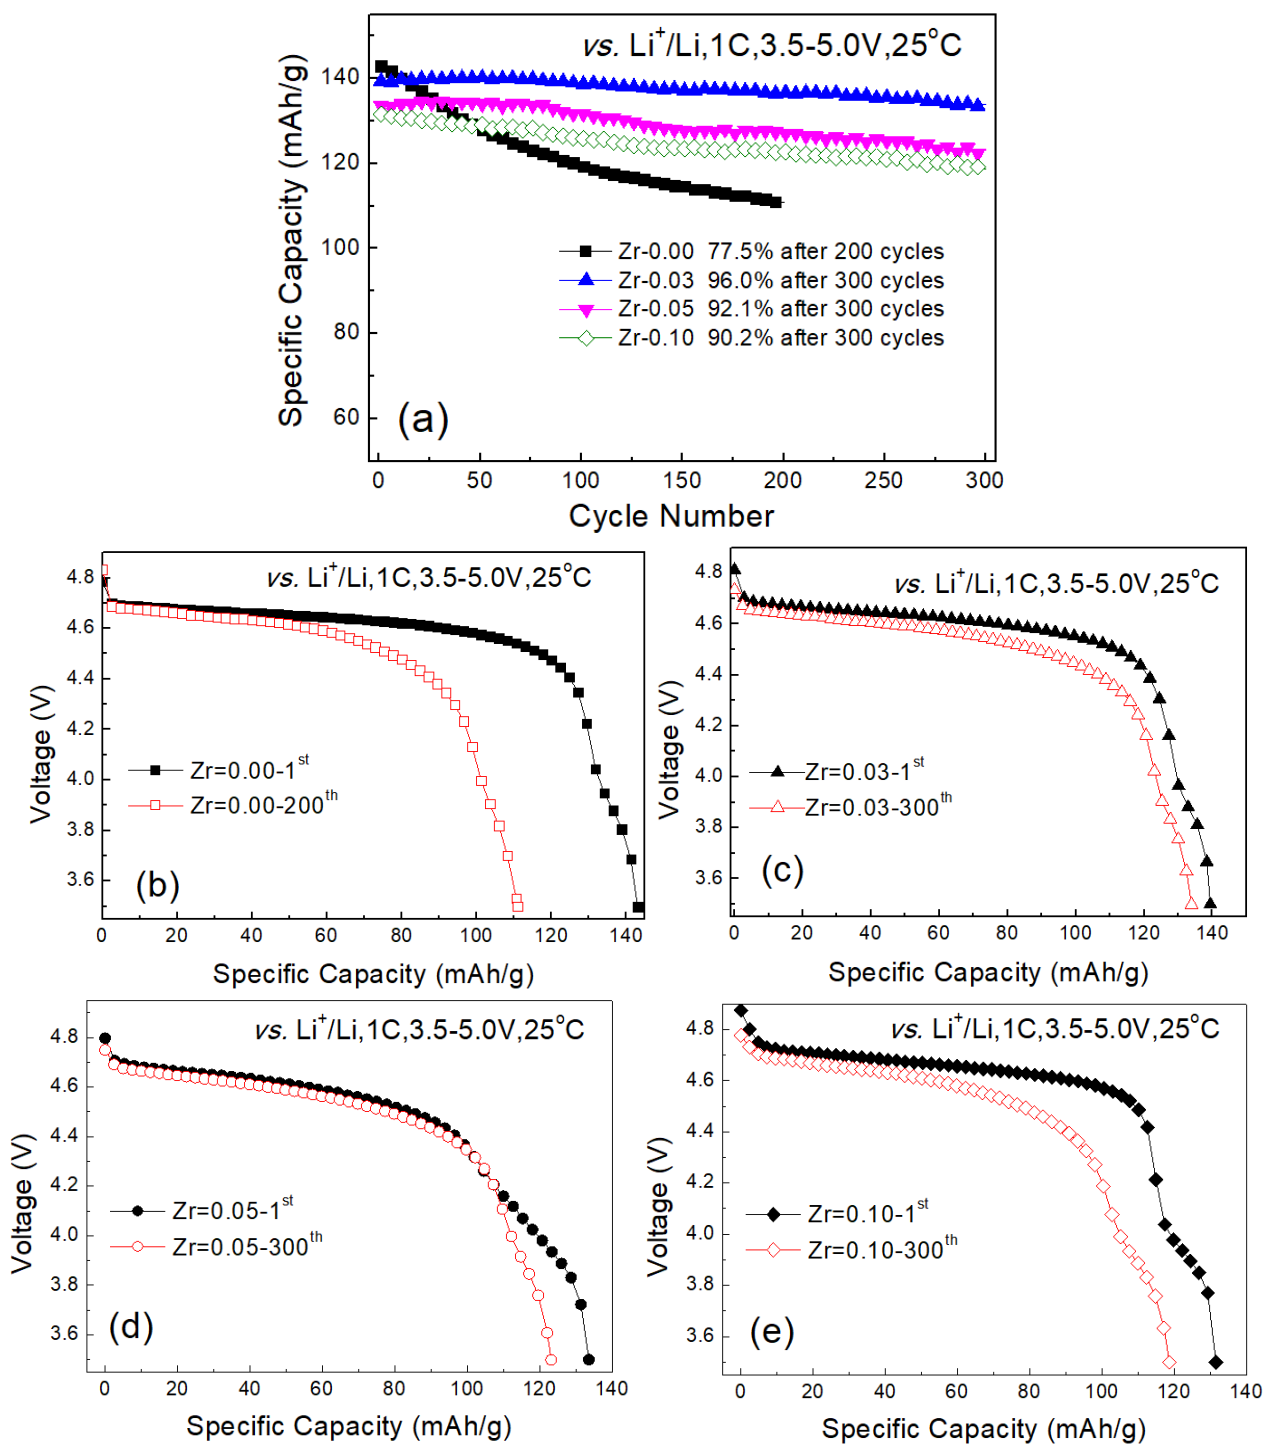 vs. Li⁺/Li,1C,3.5-5.0V,25°C
Specific Capacity (mAh/g)
140
120
100
80
60
Zr-0.00 77.5% after 200 cycles
Zr-0.03 96.0% after 300 cycles
Zr-0.05 92.1% after 300 cycles
Zr-0.10 90.2% after 300 cycles
(a)
0 50 100 150 200 250 300
Cycle Number
vs. Li⁺/Li,1C,3.5-5.0V,25°C
Voltage (V)
4.8
4.6
4.4
4.2
4.0
3.8
3.6
Zr=0.00-1st
Zr=0.00-200th
(b)
0 20 40 60 80 100 120 140
Specific Capacity (mAh/g)
vs. Li⁺/Li,1C,3.5-5.0V,25°C
Voltage (V)
4.8
4.6
4.4
4.2
4.0
3.8
3.6
Zr=0.03-1st
Zr=0.03-300th
(c)
0 20 40 60 80 100 120 140
Specific Capacity (mAh/g)
vs. Li⁺/Li,1C,3.5-5.0V,25°C
Voltage (V)
4.8
4.6
4.4
4.2
4.0
3.8
3.6
Zr=0.05-1st
Zr=0.05-300th
(d)
0 20 40 60 80 100 120 140
Specific Capacity (mAh/g)
vs. Li⁺/Li,1C,3.5-5.0V,25°C
Voltage (V)
4.8
4.6
4.4
4.2
4.0
3.8
3.6
Zr=0.10-1st
Zr=0.10-300th
(e)
0 20 40 60 80 100 120 140
Specific Capacity (mAh/g)